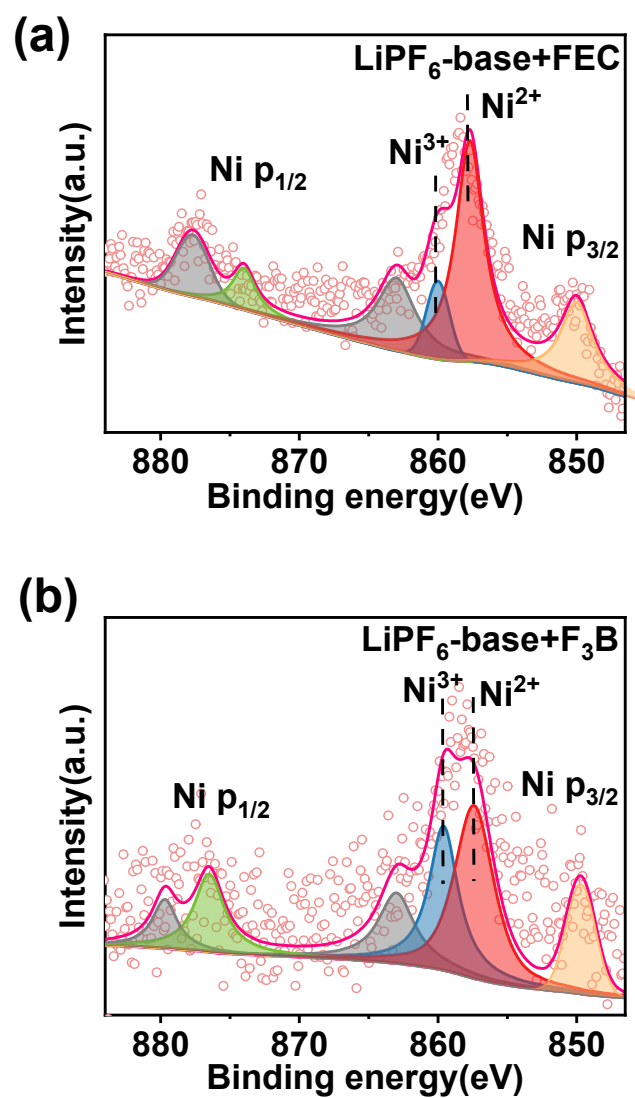 (a)
LiPF₆-base+FEC
Ni²⁺
Ni³⁺
Ni p₁/₂
Ni p₃/₂
Intensity(a.u.)
880 870 860 850
Binding energy(eV)
(b)
LiPF₆-base+F₃B
Ni³⁺ Ni²⁺
Ni p₃/₂
Ni p₁/₂
Intensity(a.u.)
880 870 860 850
Binding energy(eV)